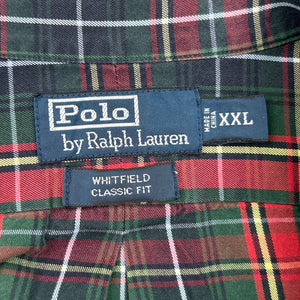 Polo
by Ralph Lauren
MADE IN
CHINA
XXL
WHITFIELD
CLASSIC FIT